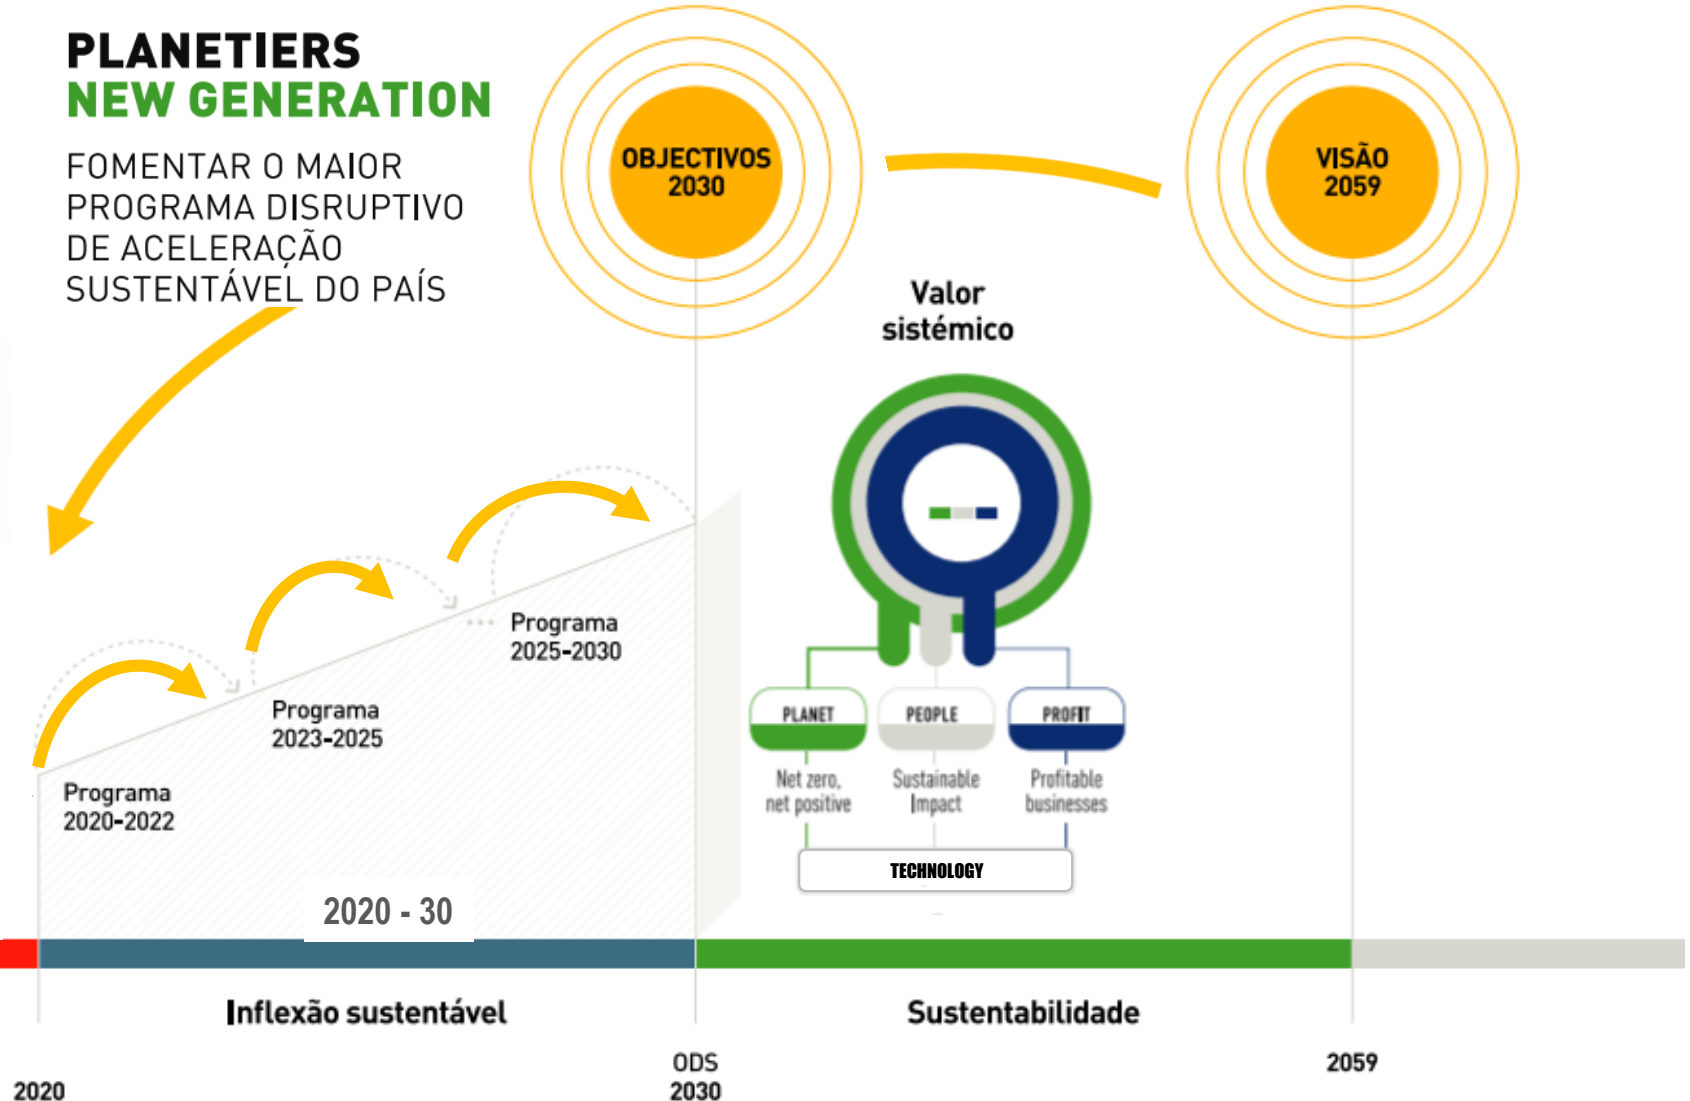 PLANETIERS
NEW GENERATION
FOMENTAR O MAIOR
PROGRAMA DISRUPTIVO
DE ACELERAÇÃO
SUSTENTÁVEL DO PAÍS
OBJECTIVOS
2030
VISÃO
2059
Valor
sistémico
Programa
2025-2030
Programa
2023-2025
Programa
2020-2022
PLANET
PEOPLE
PROFIT
Net zero,
net positive
Sustainable
Impact
Profitable
businesses
TECHNOLOGY
2020 - 30
Inflexão sustentável
Sustentabilidade
2020
ODS
2030
2059